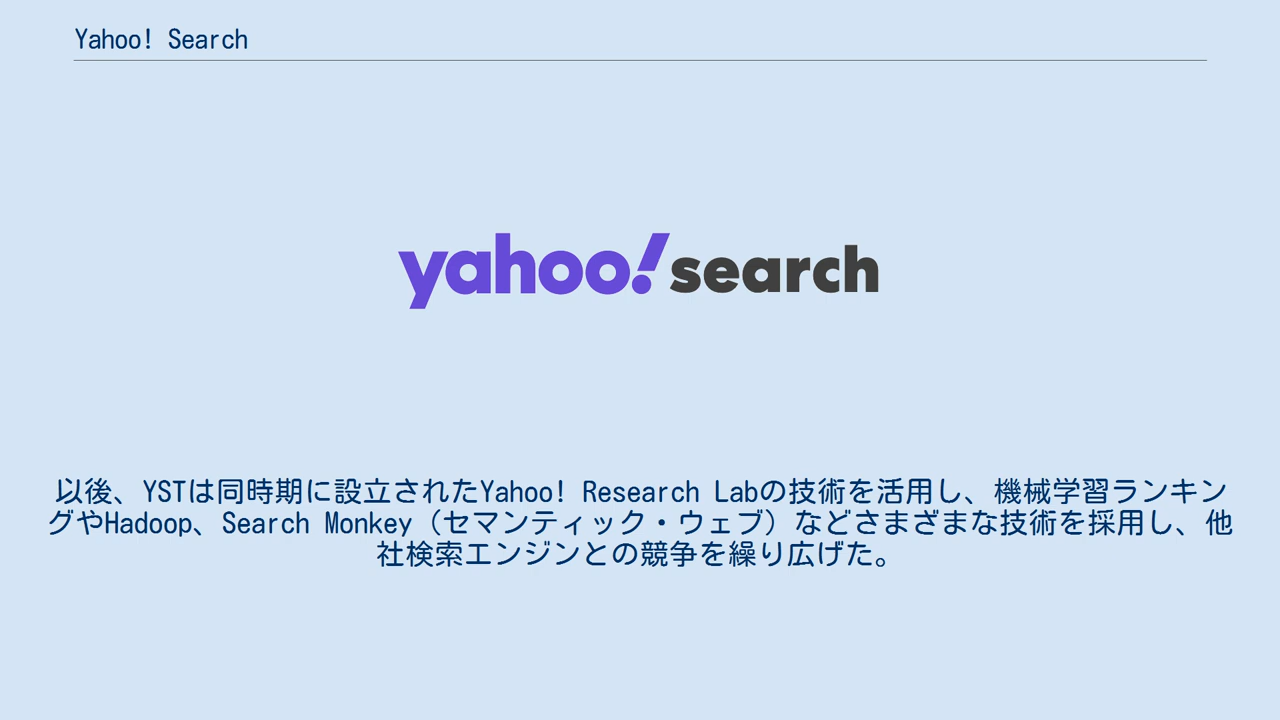 Yahoo! Search
yahoo!search
以後、YSTは同時期に設立されたYahoo! Research Labの技術を活用し、機械学習ランキン
グやHadoop、Search Monkey（セマンティック・ウェブ）などさまざまな技術を採用し、他
社検索エンジンとの競争を繰り広げた。